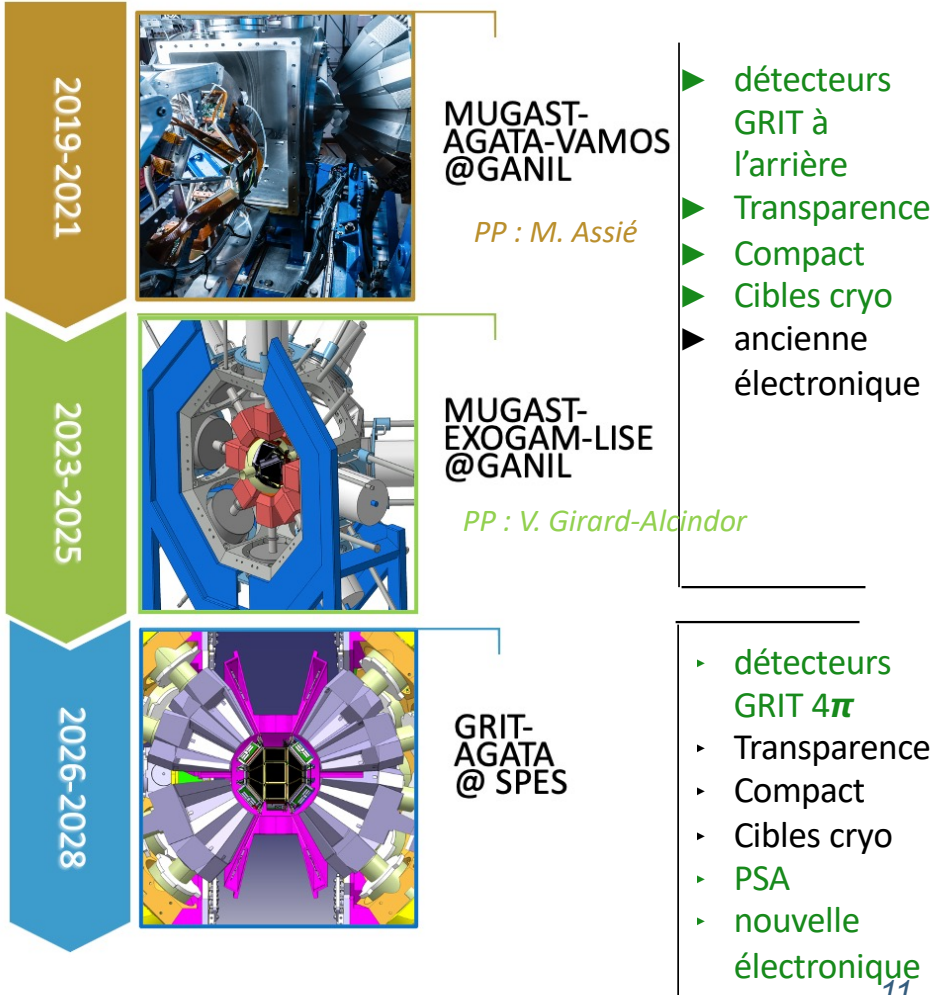 2019-2021
MUGAST-
AGATA-VAMOS
@GANIL
PP : M. Assié
2023-2025
MUGAST-
EXOGAM-LISE
@GANIL
PP : V. Girard-Alcindor
2026-2028
GRIT-
AGATA
@ SPES
► détecteurs
GRIT à
l’arrière
► Transparence
► Compact
► Cibles cryo
► ancienne
électronique
‣ détecteurs
GRIT 4π
‣ Transparence
‣ Compact
‣ Cibles cryo
‣ PSA
‣ nouvelle
électronique
11